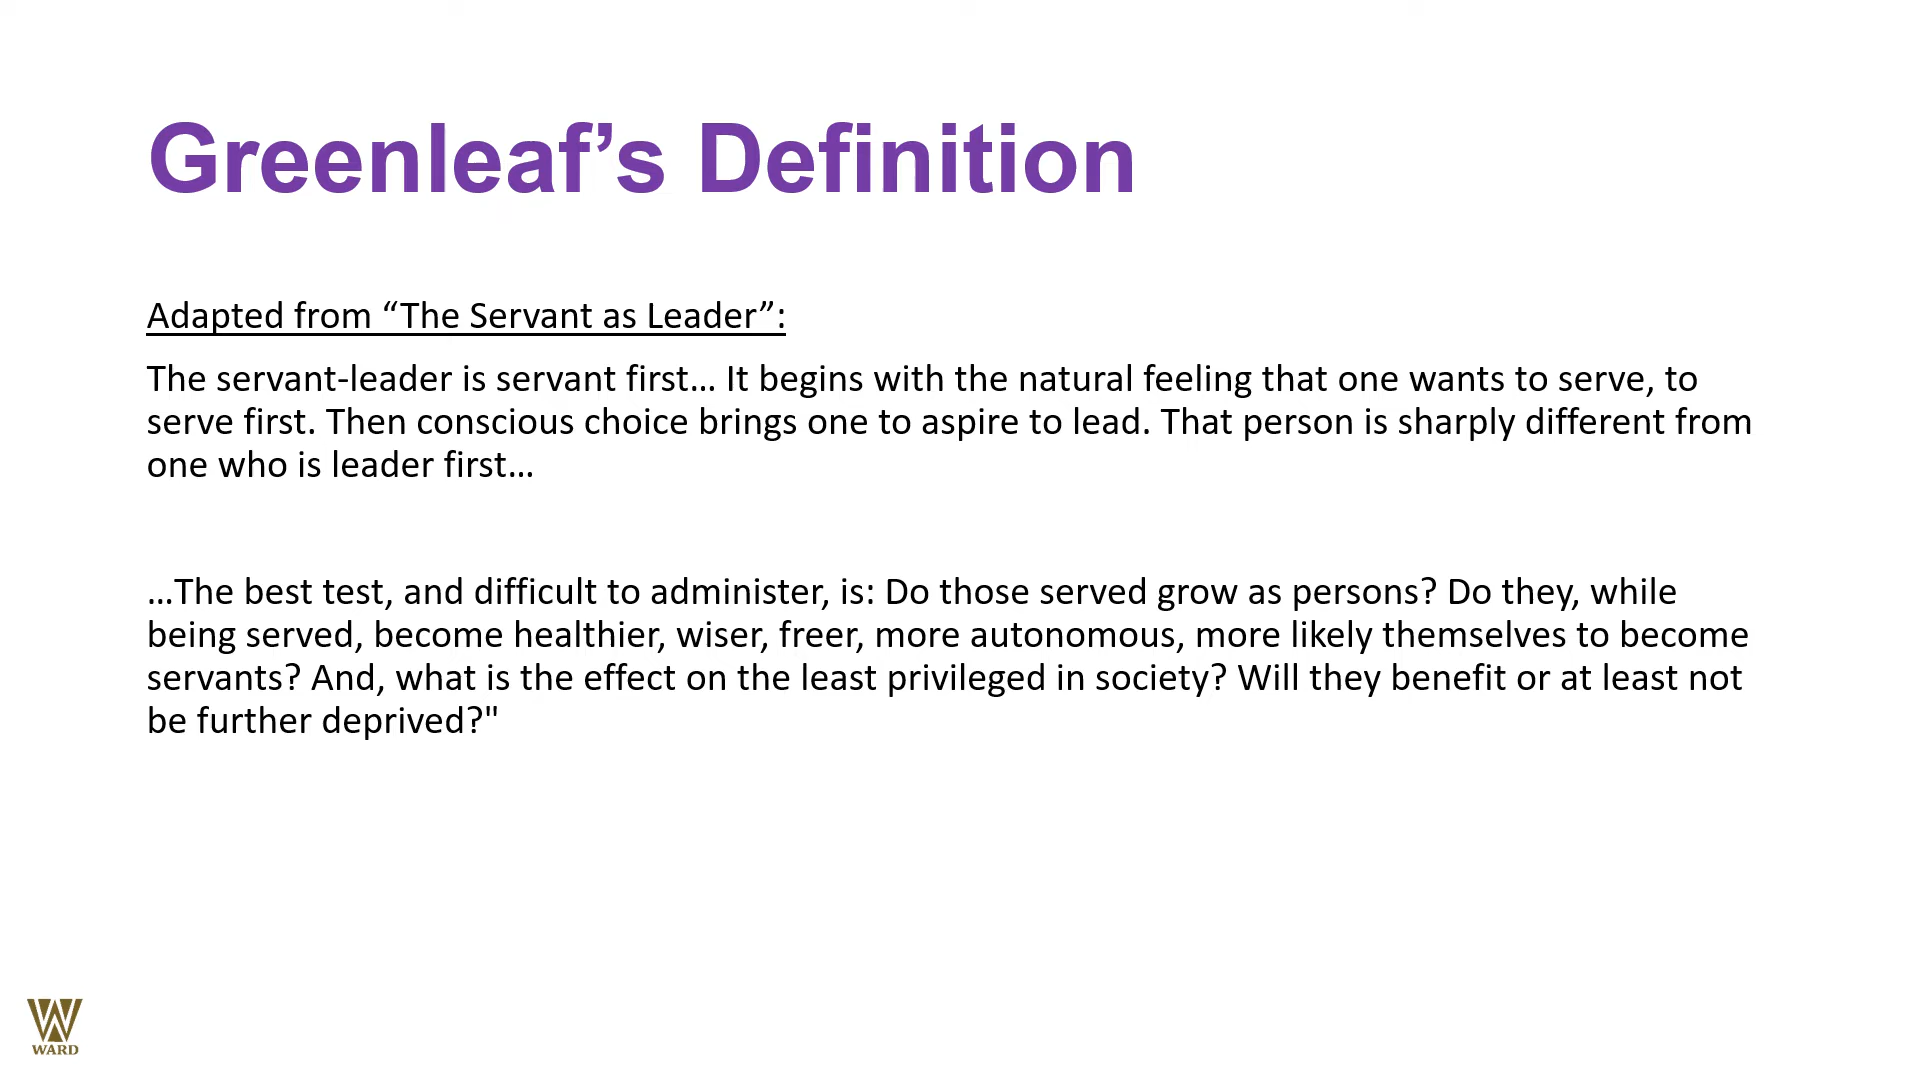 Greenleaf’s Definition
Adapted from “The Servant as Leader”:
The servant-leader is servant first… It begins with the natural feeling that one wants to serve, to
serve first. Then conscious choice brings one to aspire to lead. That person is sharply different from
one who is leader first…
…The best test, and difficult to administer, is: Do those served grow as persons? Do they, while
being served, become healthier, wiser, freer, more autonomous, more likely themselves to become
servants? And, what is the effect on the least privileged in society? Will they benefit or at least not
be further deprived?"
W
WARD